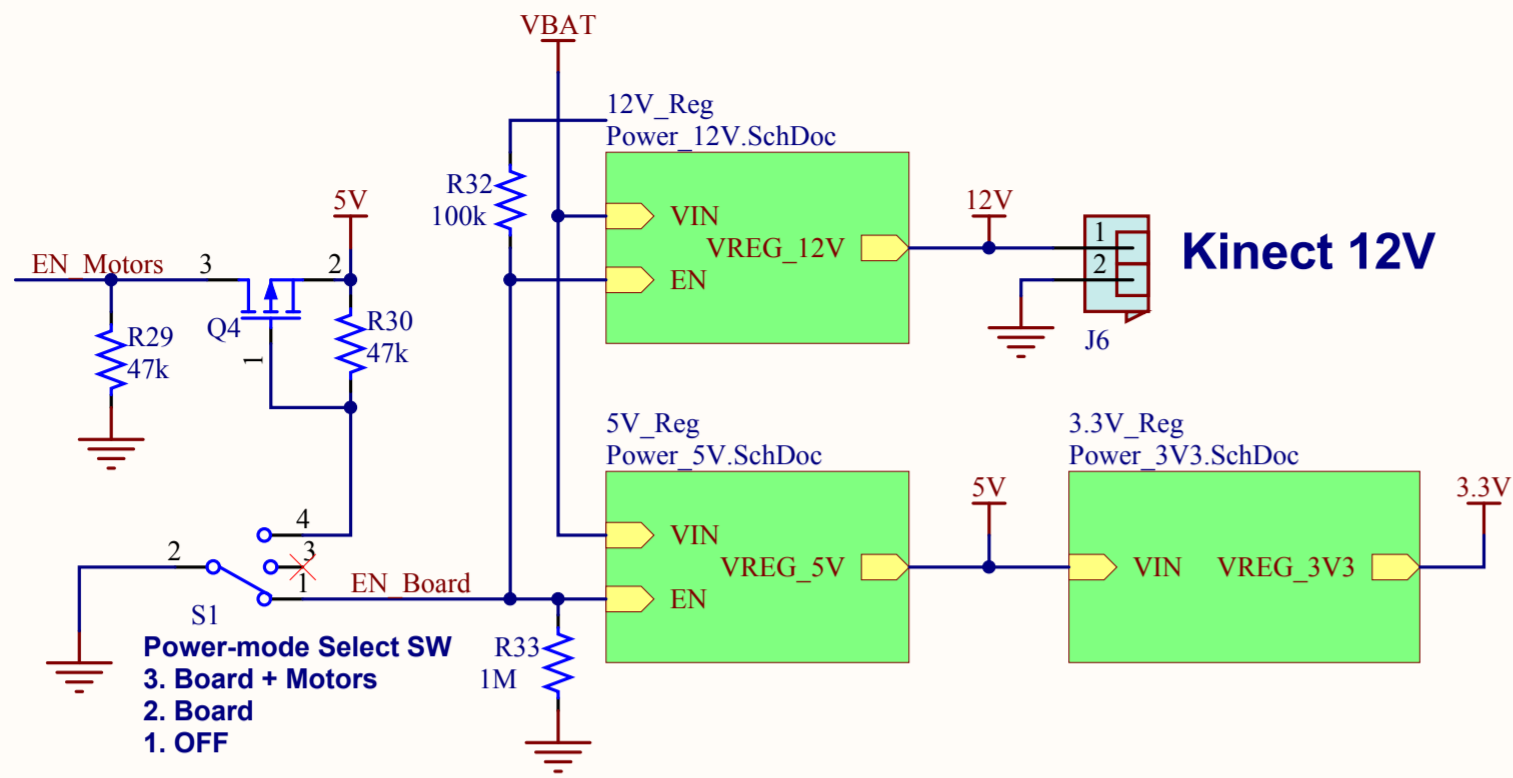 VBAT
12V_Reg
Power_12V.SchDoc
R32
100k
VIN
EN
VREG_12V
12V
1
2
J6
Kinect 12V
5V
EN_Motors
3
2
1
Q4
R29
47k
R30
47k
4
3
1
2
S1
EN_Board
Power-mode Select SW
3. Board + Motors
2. Board
1. OFF
R33
1M
5V_Reg
Power_5V.SchDoc
VIN
EN
VREG_5V
5V
3.3V_Reg
Power_3V3.SchDoc
VIN
VREG_3V3
3.3V